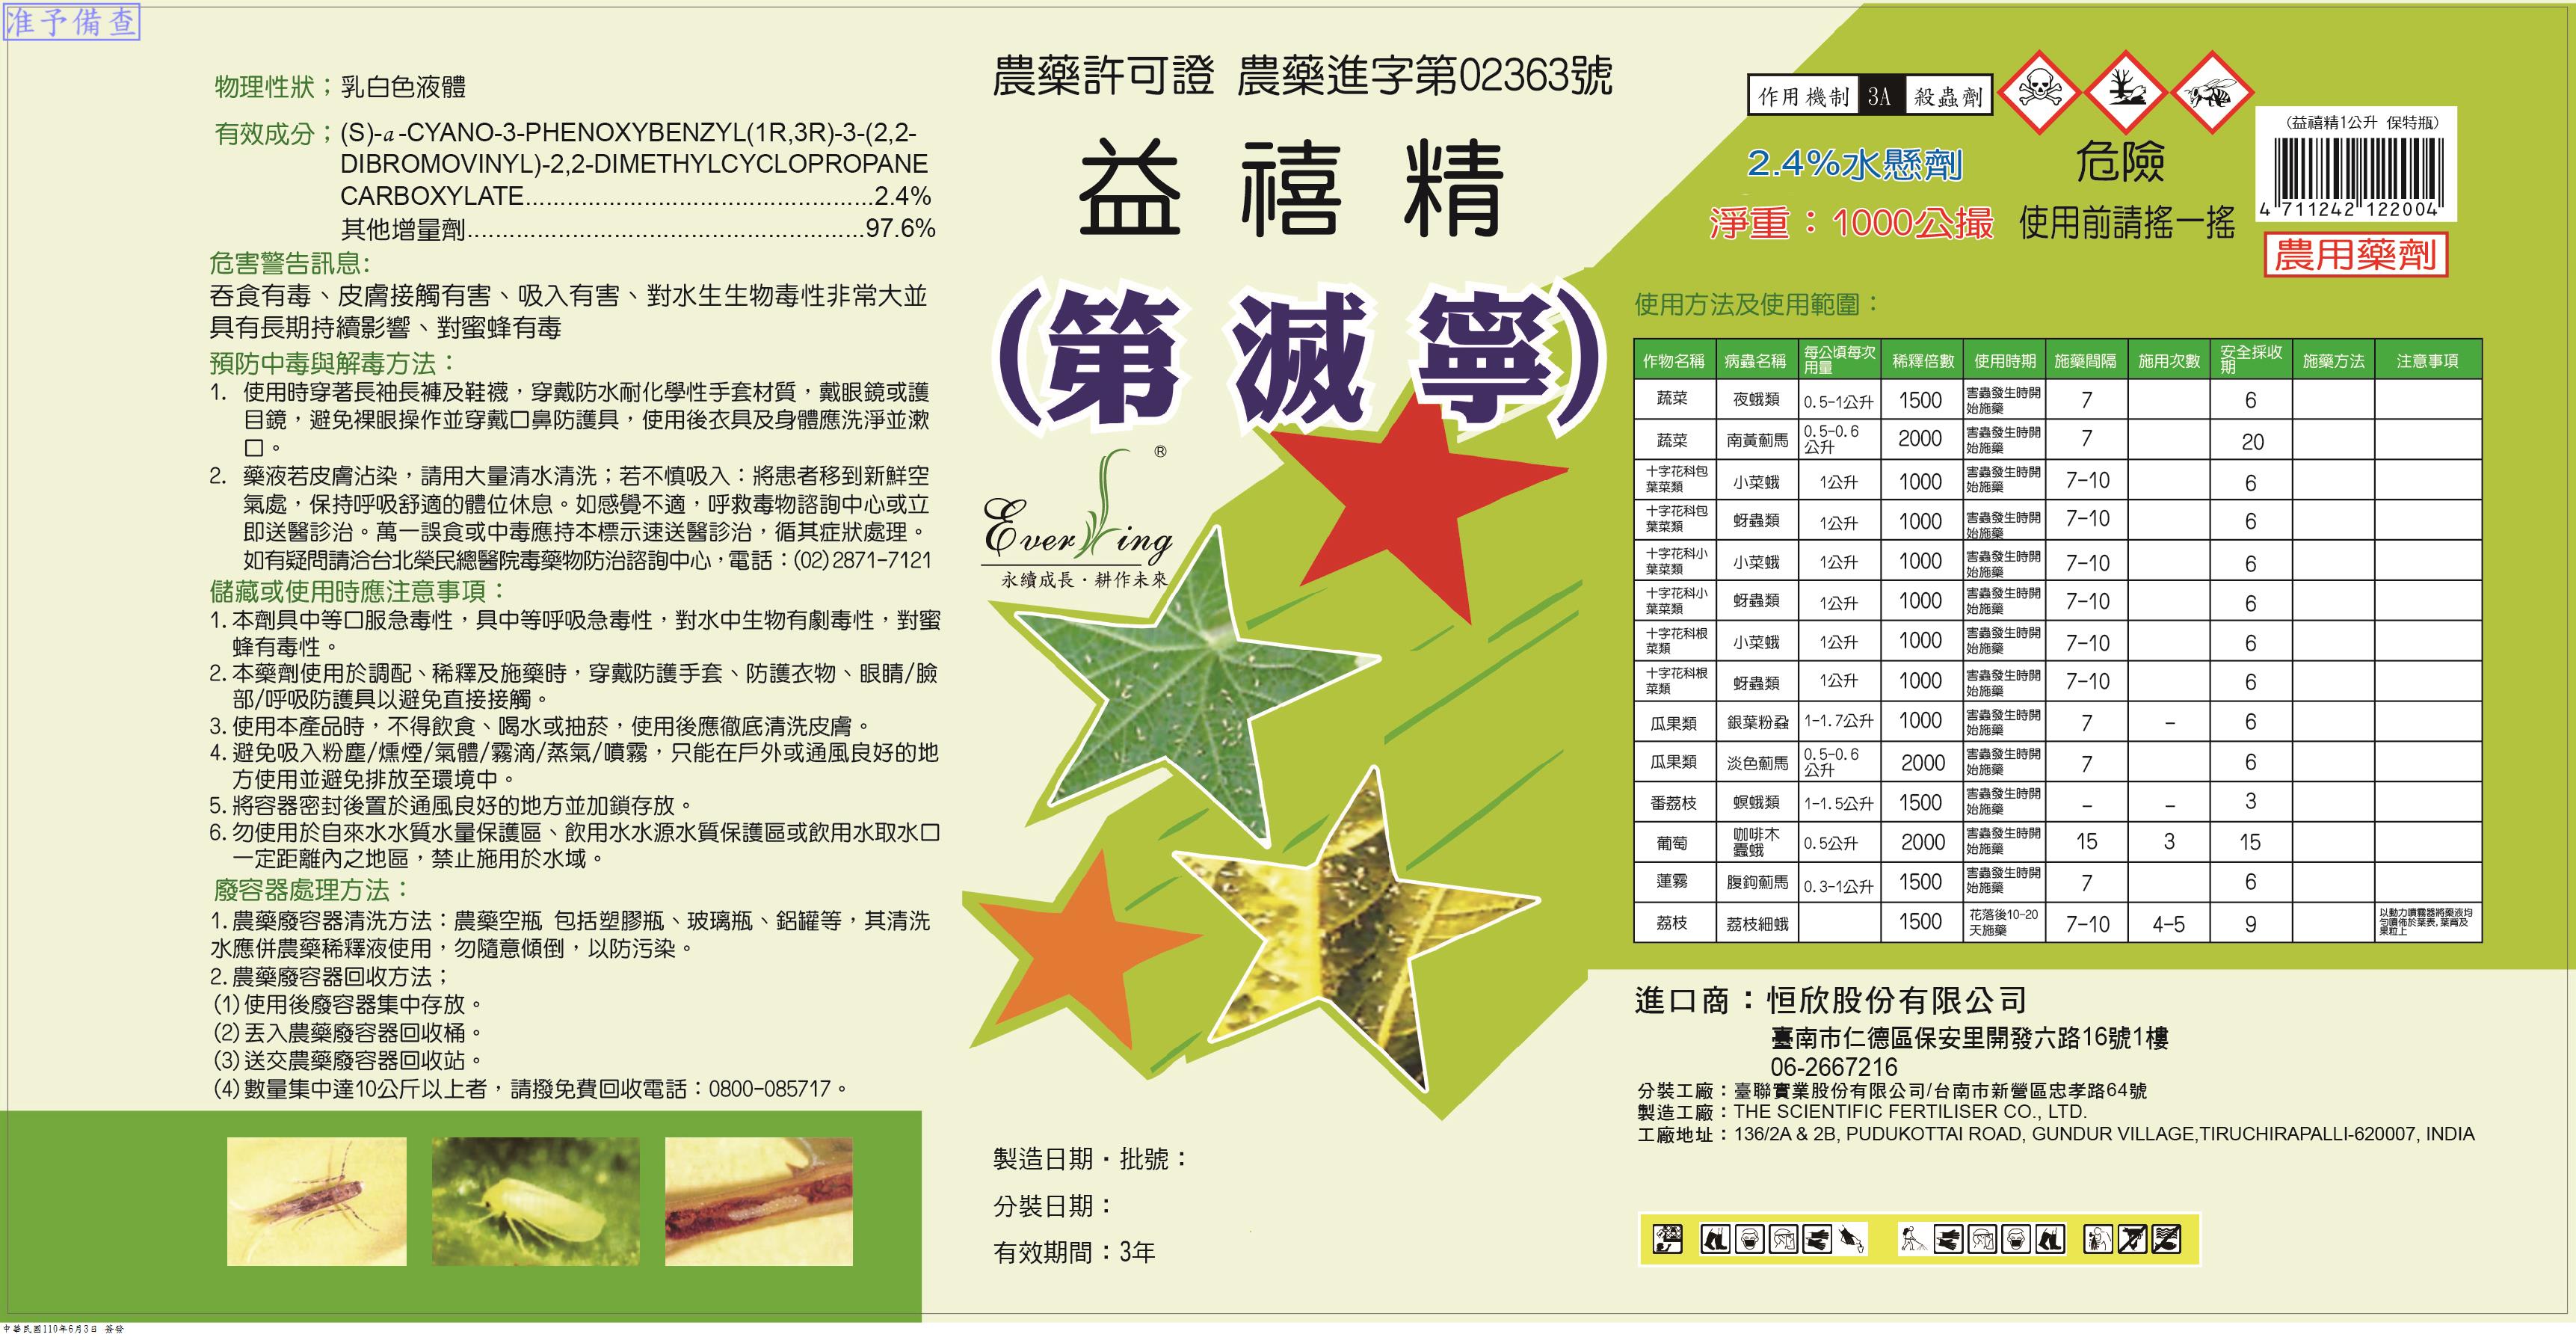 准予備查
物理性狀；乳白色液體
有效成分；(S)-a-CYANO-3-PHENOXYBENZYL(1R,3R)-3-(2,2-
DIBROMOVINYL)-2,2-DIMETHYLCYCLOPROPANE
CARBOXYLATE..................................................2.4%
其他增量劑.........................................................97.6%
危害警告訊息:
吞食有毒、皮膚接觸有害、吸入有害、對水生生物毒性非常大並
具有長期持續影響、對蜜蜂有毒
預防中毒與解毒方法：
1. 使用時穿著長袖長褲及鞋襪，穿戴防水耐化學性手套材質，戴眼鏡或護
目鏡，避免裸眼操作並穿戴口鼻防護具，使用後衣具及身體應洗淨並漱
口。
2. 藥液若皮膚沾染，請用大量清水清洗；若不慎吸入：將患者移到新鮮空
氣處，保持呼吸舒適的體位休息。如感覺不適，呼救毒物諮詢中心或立
即送醫診治。萬一誤食或中毒應持本標示速送醫診治，循其症狀處理。
如有疑問請洽台北榮民總醫院毒藥物防治諮詢中心，電話：(02)2871-7121
儲藏或使用時應注意事項：
1. 本劑具中等口服急毒性，具中等呼吸急毒性，對水中生物有劇毒性，對蜜
蜂有毒性。
2. 本藥劑使用於調配、稀釋及施藥時，穿戴防護手套、防護衣物、眼睛/臉
部/呼吸防護具以避免直接接觸。
3. 使用本產品時，不得飲食、喝水或抽菸，使用後應徹底清洗皮膚。
4. 避免吸入粉塵/燻煙/氣體/霧滴/蒸氣/噴霧，只能在戶外或通風良好的地
方使用並避免排放至環境中。
5. 將容器密封後置於通風良好的地方並加鎖存放。
6. 勿使用於自來水水質水量保護區、飲用水水源水質保護區或飲用水取水口
一定距離內之地區，禁止施用於水域。
廢容器處理方法：
1. 農藥廢容器清洗方法：農藥空瓶 包括塑膠瓶、玻璃瓶、鋁罐等，其清洗
水應併農藥稀釋液使用，勿隨意傾倒，以防污染。
2. 農藥廢容器回收方法；
(1)使用後廢容器集中存放。
(2)丟入農藥廢容器回收桶。
(3)送交農藥廢容器回收站。
(4)數量集中達10公斤以上者，請撥免費回收電話：0800-085717。
農藥許可證 農藥進字第02363號
益禧精
(第滅寧)
®
EverXing
永續成長・耕作未來
製造日期・批號：
分裝日期：
有效期間：3年
作用機制 3A 殺蟲劑
2.4%水懸劑
危險
淨重：1000公撮
使用前請搖一搖
(益禧精1公升 保特瓶)
4 711242 122004
農用藥劑
使用方法及使用範圍：
作物名稱 病蟲名稱 每公頃每次用量 稀釋倍數 使用時期 施藥間隔 施用次數 安全採收期 施藥方法 注意事項
蔬菜 夜蛾類 0.5-1公升 1500 害蟲發生時開始施藥 7 6
蔬菜 南黃薊馬 0.5-0.6公升 2000 害蟲發生時開始施藥 7 20
十字花科包葉菜類 小菜蛾 1公升 1000 害蟲發生時開始施藥 7-10 6
十字花科包葉菜類 蚜蟲類 1公升 1000 害蟲發生時開始施藥 7-10 6
十字花科小葉菜類 小菜蛾 1公升 1000 害蟲發生時開始施藥 7-10 6
十字花科小葉菜類 蚜蟲類 1公升 1000 害蟲發生時開始施藥 7-10 6
十字花科根菜類 小菜蛾 1公升 1000 害蟲發生時開始施藥 7-10 6
十字花科根菜類 蚜蟲類 1公升 1000 害蟲發生時開始施藥 7-10 6
瓜果類 銀葉粉蝨 1-1.7公升 1000 害蟲發生時開始施藥 7 - 6
瓜果類 淡色薊馬 0.5-0.6公升 2000 害蟲發生時開始施藥 7 6
番荔枝 螟蛾類 1-1.5公升 1500 害蟲發生時開始施藥 - - 3
葡萄 咖啡木蠹蛾 0.5公升 2000 害蟲發生時開始施藥 15 3 15
蓮霧 腹鉤薊馬 0.3-1公升 1500 害蟲發生時開始施藥 7 6
荔枝 荔枝細蛾 1500 花落後10-20天施藥 7-10 4-5 9 以動力噴霧器將藥液均勻噴佈於葉表,葉背及果粒上
進口商：恒欣股份有限公司
臺南市仁德區保安里開發六路16號1樓
06-2667216
分裝工廠：臺聯實業股份有限公司/台南市新營區忠孝路64號
製造工廠：THE SCIENTIFIC FERTILISER CO., LTD.
工廠地址：136/2A & 2B, PUDUKOTTAI ROAD, GUNDUR VILLAGE,TIRUCHIRAPALLI-620007, INDIA
中華民國110年6月3日 簽發